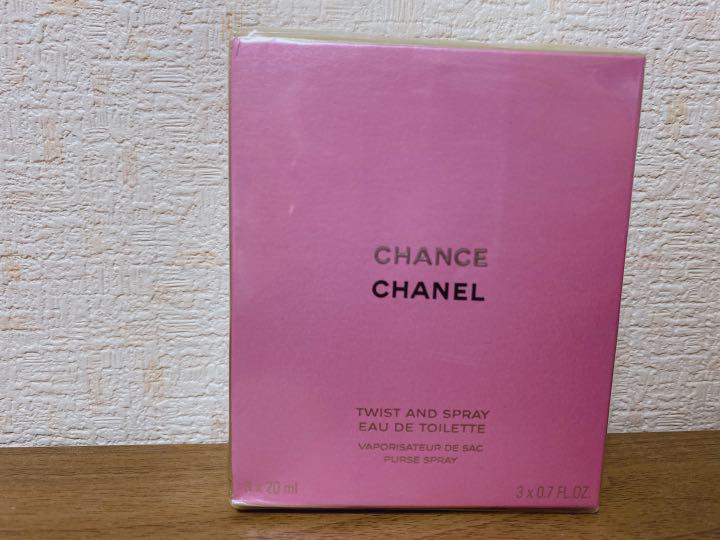 CHANCE
CHANEL
TWIST AND SPRAY
EAU DE TOILETTE
VAPORISATEUR DE SAC
PURSE SPRAY
3 x 20 ml
3 x 0.7 FL.OZ.